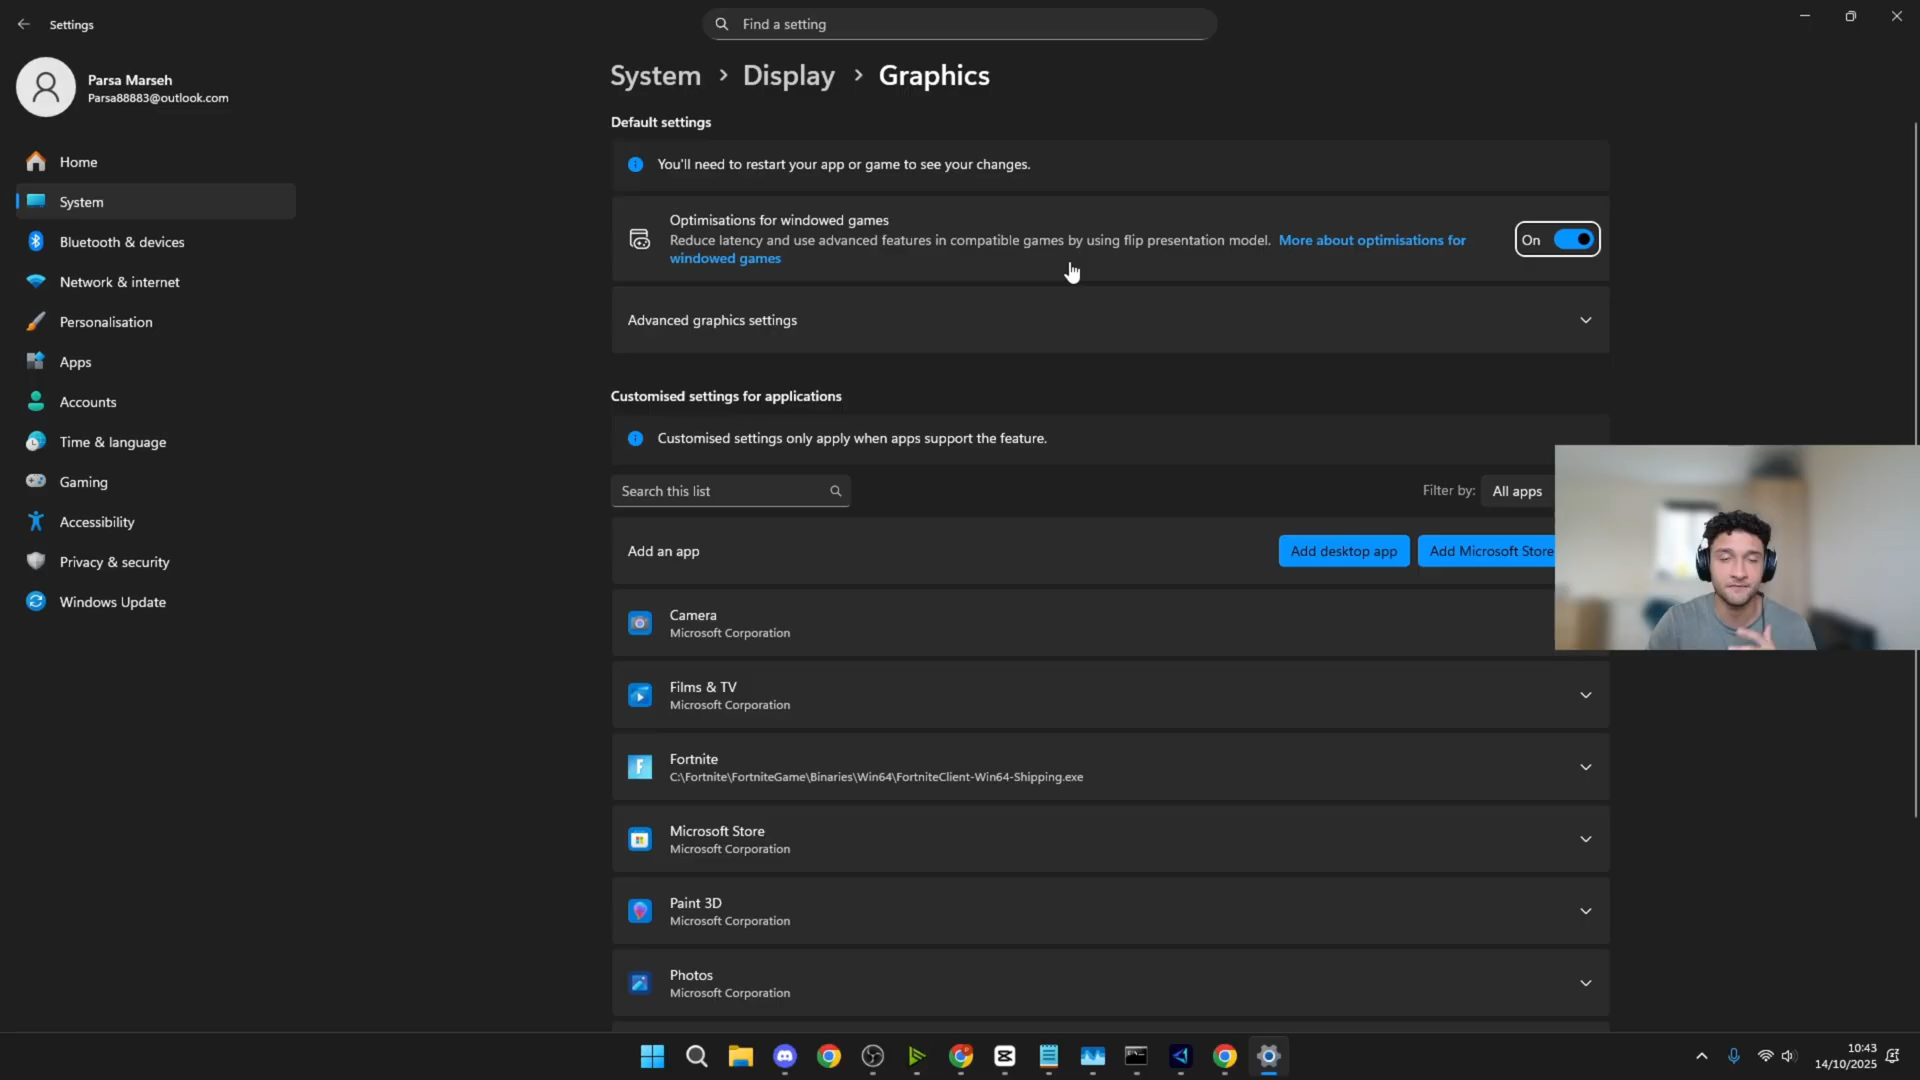 Settings
Find a setting
Parsa Marseh
Parsa88883@outlook.com
Home
System
Bluetooth & devices
Network & internet
Personalisation
Apps
Accounts
Time & language
Gaming
Accessibility
Privacy & security
Windows Update
System > Display > Graphics
Default settings
You'll need to restart your app or game to see your changes.
Optimisations for windowed games
Reduce latency and use advanced features in compatible games by using flip presentation model. More about optimisations for
windowed games
On
Advanced graphics settings
Customised settings for applications
Customised settings only apply when apps support the feature.
Search this list
Filter by: All apps
Add an app
Add desktop app
Add Microsoft Store
Camera
Microsoft Corporation
Films & TV
Microsoft Corporation
Fortnite
C:\Fortnite\FortniteGame\Binaries\Win64\FortniteClient-Win64-Shipping.exe
Microsoft Store
Microsoft Corporation
Paint 3D
Microsoft Corporation
Photos
Microsoft Corporation
10:43
14/10/2025